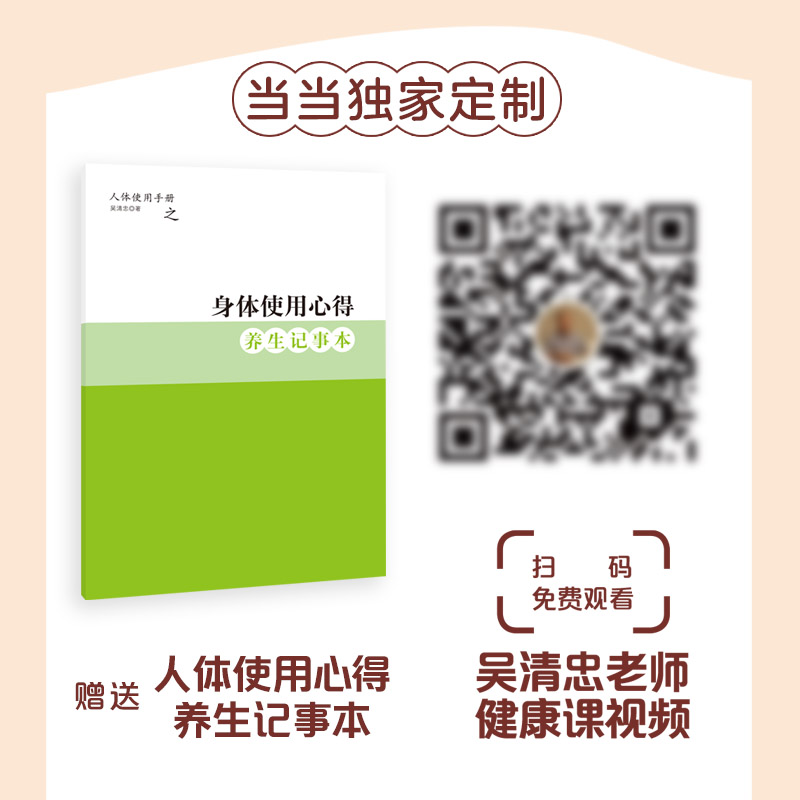 当当独家定制
人体使用手册
吴清忠◎著
之
身体使用心得
养生记事本
扫 码
免费观看
赠送
人体使用心得
养生记事本
吴清忠老师
健康课视频